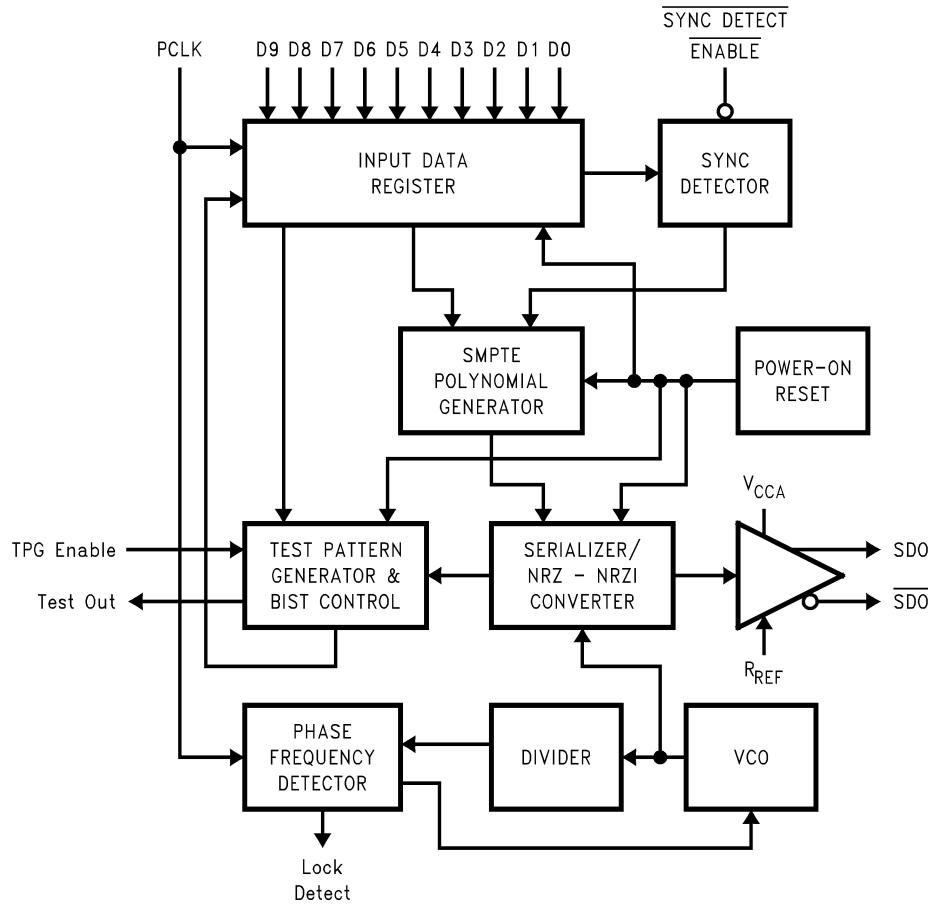 SYNC DETECT
ENABLE
PCLK
D9 D8 D7 D6 D5 D4 D3 D2 D1 D0
INPUT DATA
REGISTER
SYNC
DETECTOR
SMPTE
POLYNOMIAL
GENERATOR
POWER-ON
RESET
VCCA
TPG Enable
Test Out
TEST PATTERN
GENERATOR &
BIST CONTROL
SERIALIZER/
NRZ - NRZI
CONVERTER
SDO
SDO
RREF
PHASE
FREQUENCY
DETECTOR
DIVIDER
VCO
Lock
Detect